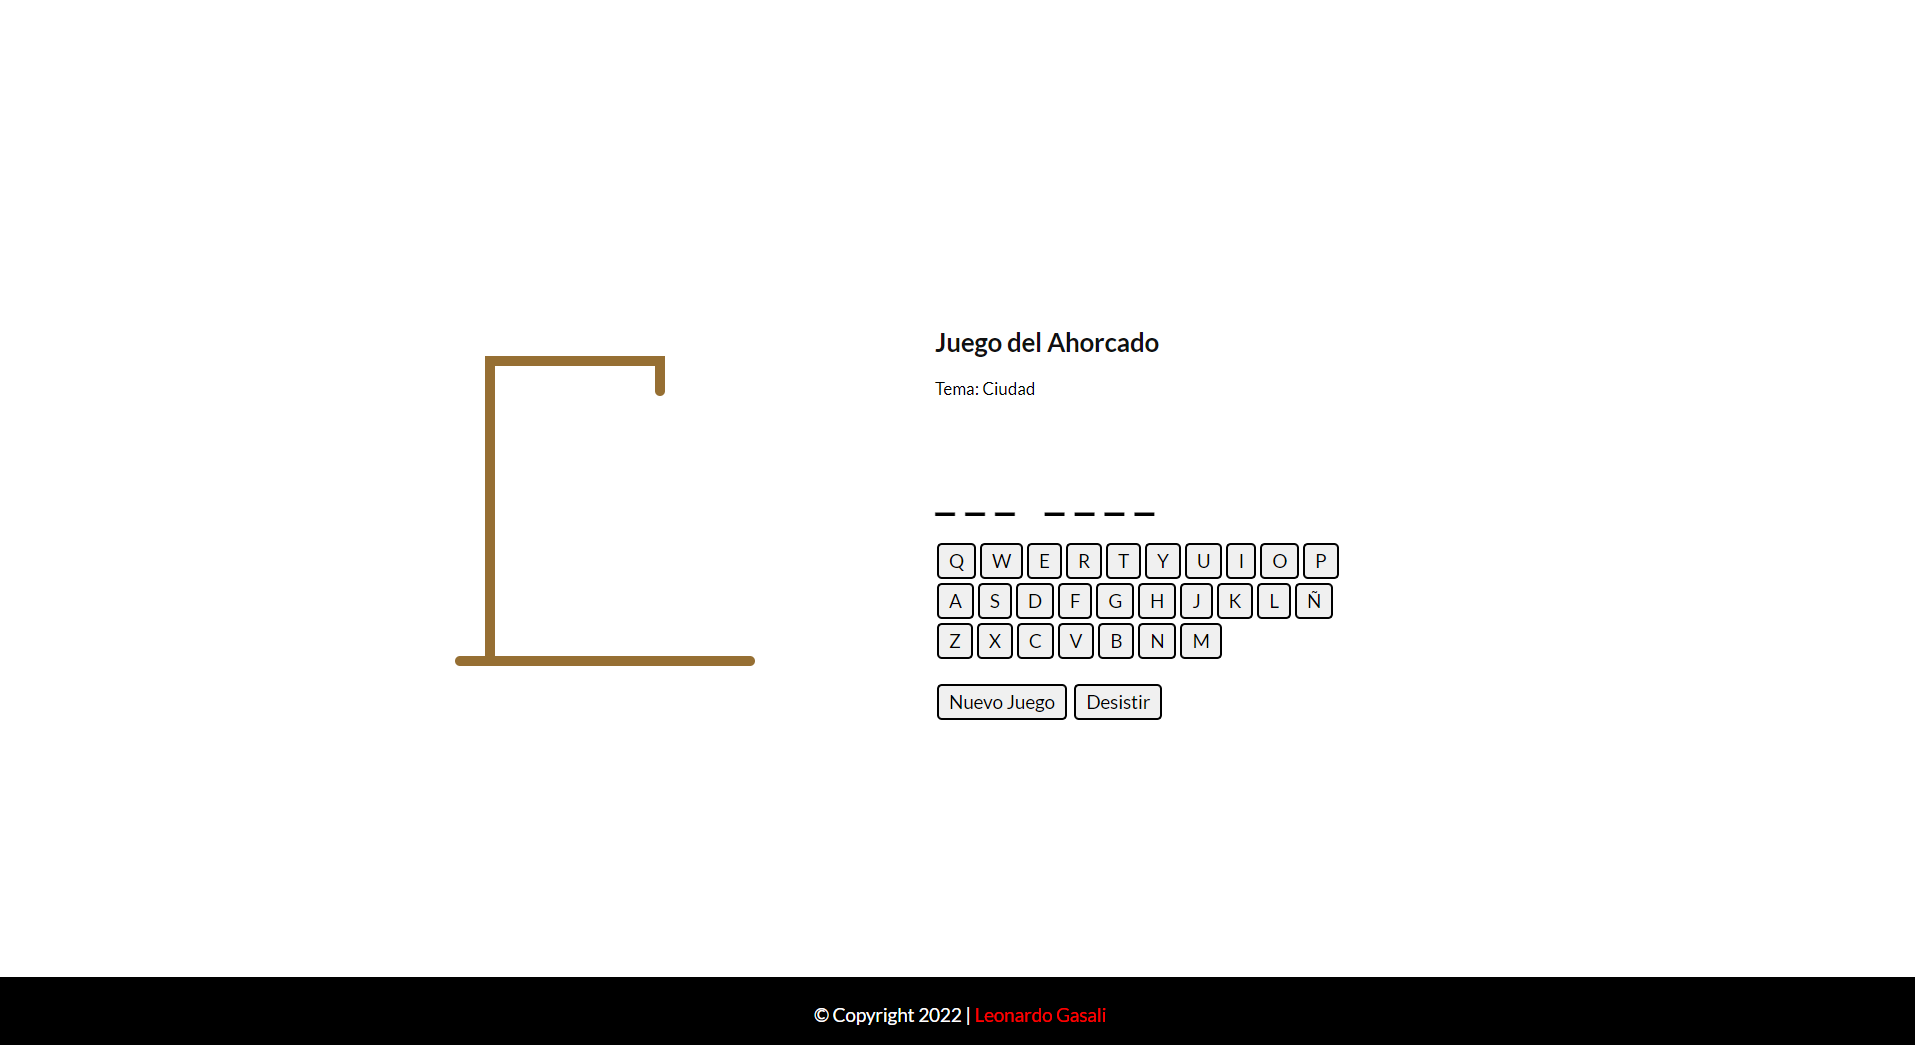 Juego del Ahorcado
Tema: Ciudad
_ _ _  _ _ _ _
Q W E R T Y U I O P
A S D F G H J K L Ñ
Z X C V B N M
Nuevo Juego Desistir
© Copyright 2022 | Leonardo Gasali